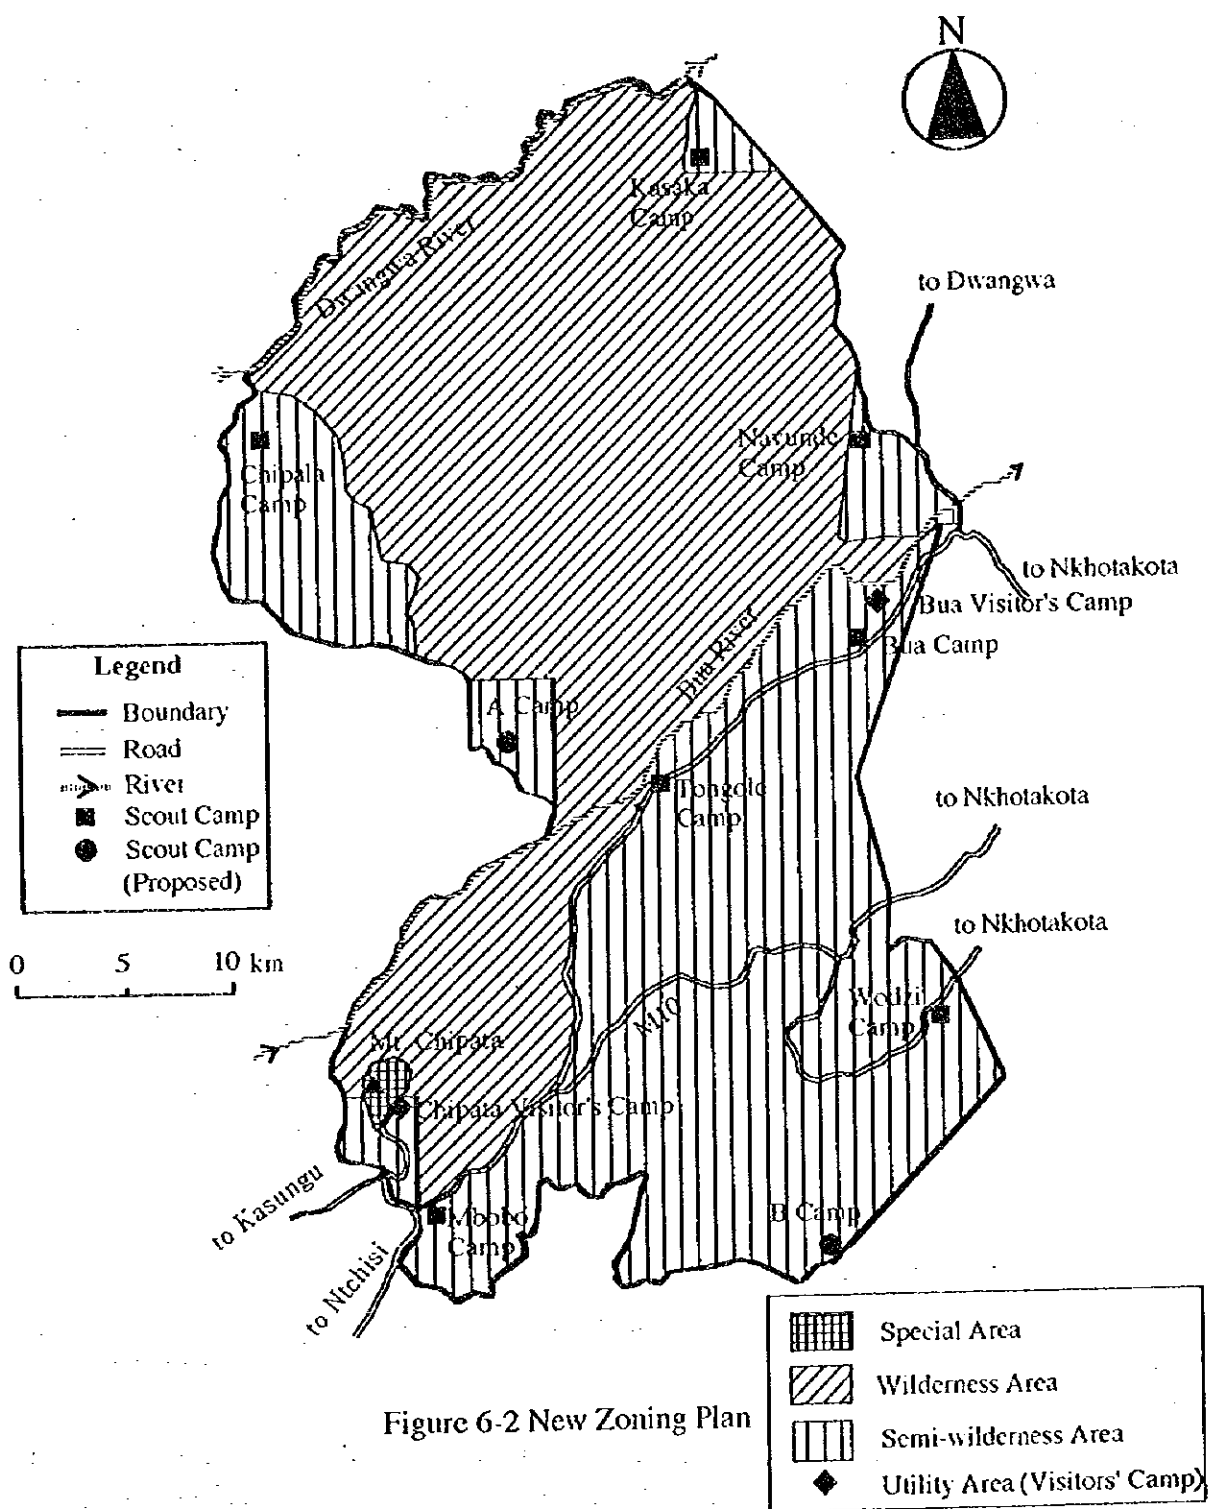 N
Kasaka
Camp
Dwangwa River
to Dwangwa
Navunde
Camp
Chipala
Camp
to Nkhotakota
Bua Visitor's Camp
Bua Camp
Bua River
Legend
Boundary
Road
River
Scout Camp
Scout Camp
(Proposed)
A Camp
Tongole
Camp
to Nkhotakota
to Nkhotakota
0 5 10 km
M10
Wodzi
Camp
Mt. Chipata
Chipata Visitor's Camp
to Kasungu
Mbobo
Camp
B Camp
to Ntchisi
Special Area
Wilderness Area
Semi-wilderness Area
Utility Area (Visitors' Camp)
Figure 6-2 New Zoning Plan